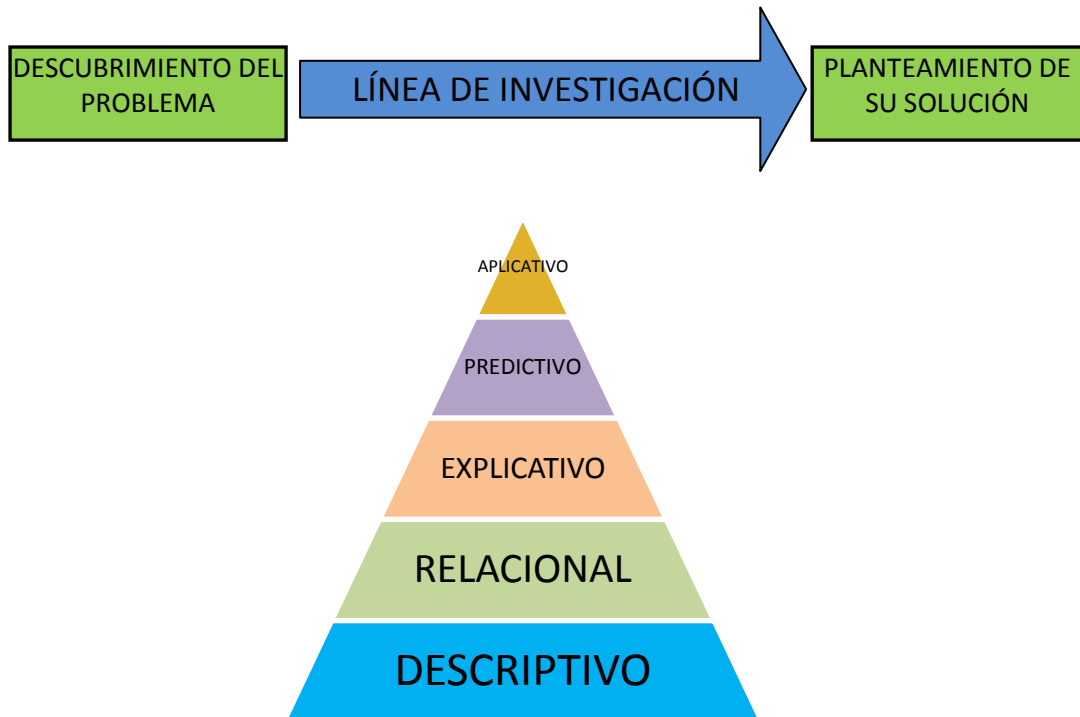 DESCUBRIMIENTO DEL
PROBLEMA
LÍNEA DE INVESTIGACIÓN
PLANTEAMIENTO DE
SU SOLUCIÓN
APLICATIVO
PREDICTIVO
EXPLICATIVO
RELACIONAL
DESCRIPTIVO